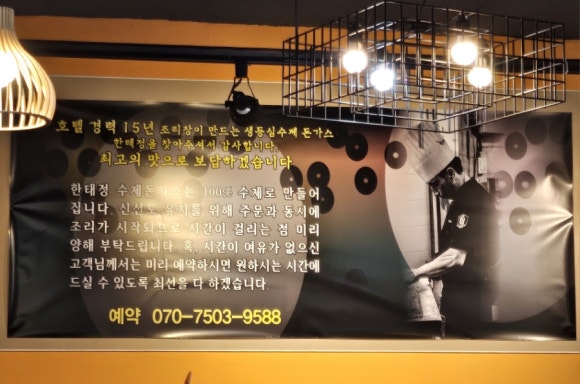 호텔 경력 15년 조리장이 만드는 생등심수제 돈가스
한태정을 찾아주셔서 감사합니다.
최고의 맛으로 보답하겠습니다
한태정 수제돈가스는 100% 수제로 만들어
집니다. 신선도 유지를 위해 주문과 동시에
조리가 시작되므로 시간이 걸리는 점 미리
양해 부탁드립니다. 혹, 시간이 여유가 없으신
고객님께서는 미리 예약하시면 원하시는 시간에
드실 수 있도록 최선을 다 하겠습니다.
예약 070-7503-9588